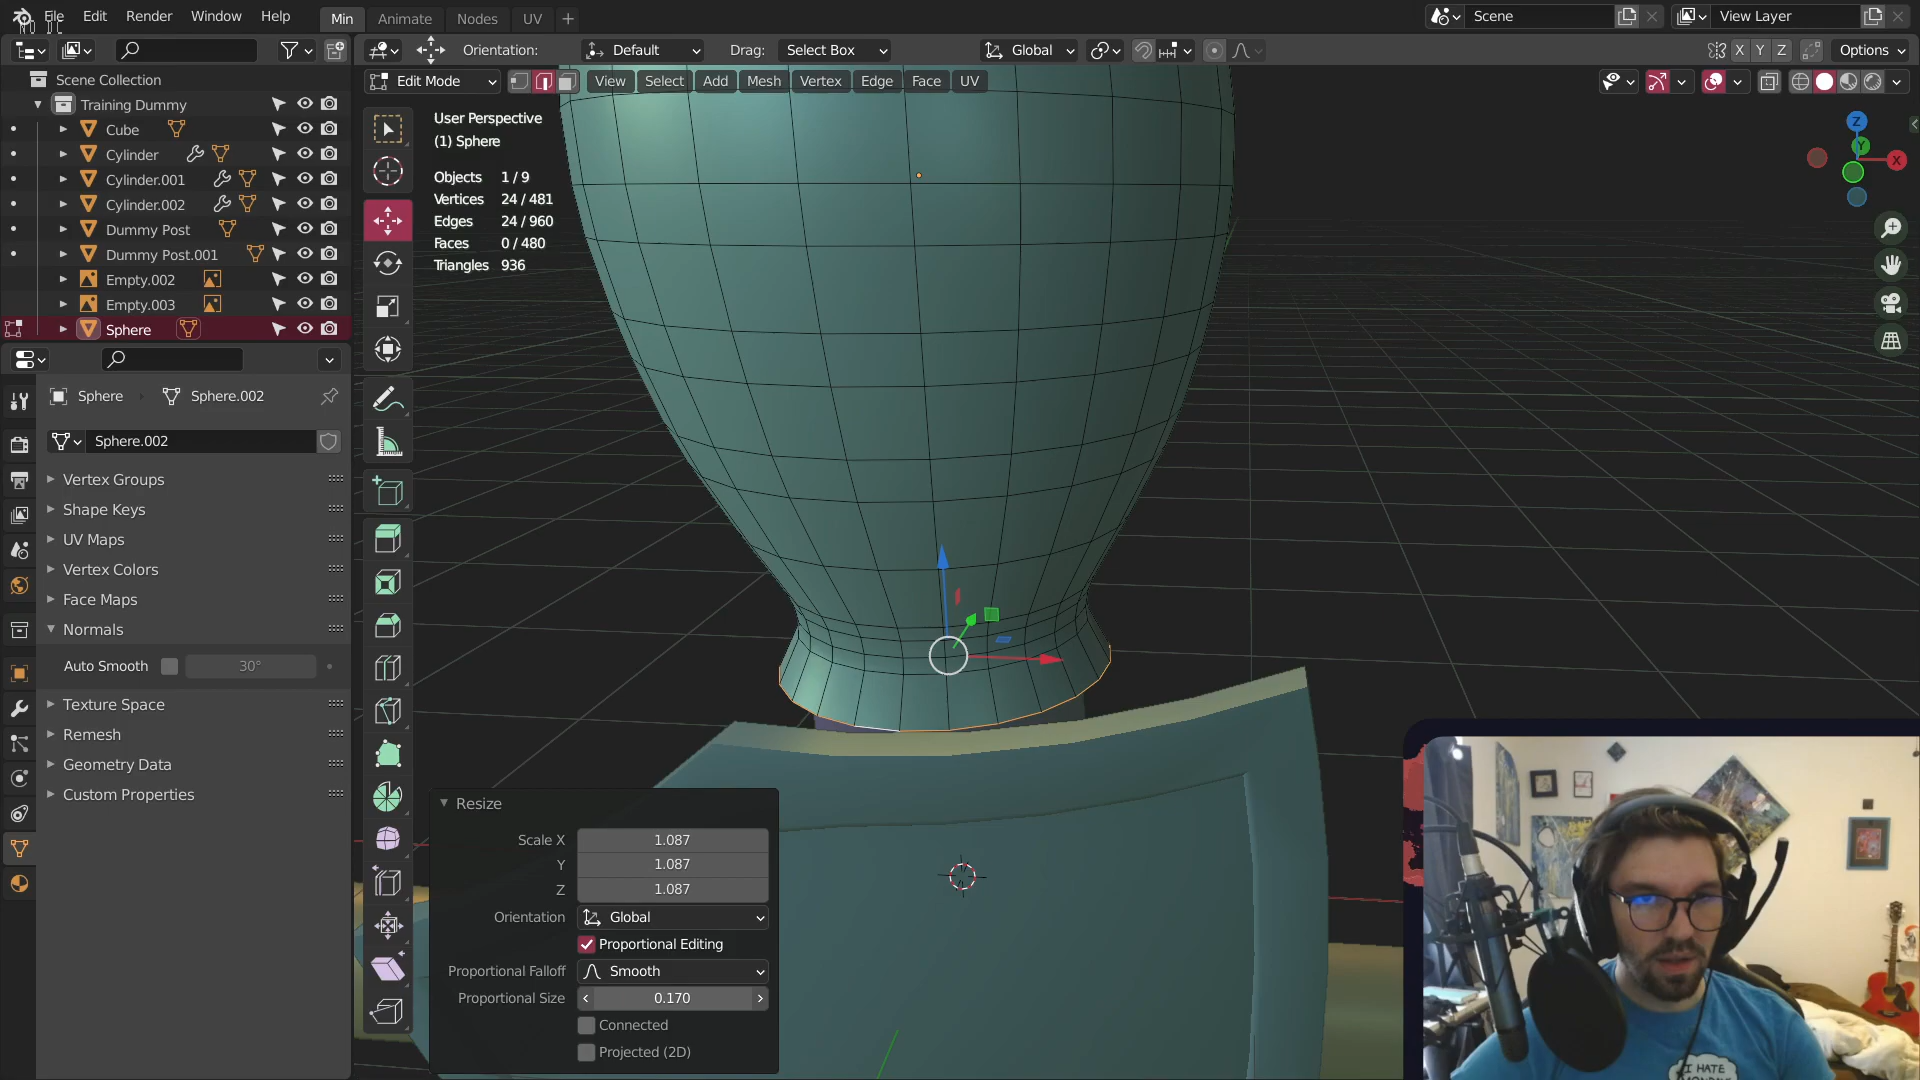 File Edit Render Window Help Min Animate Nodes UV + Scene View Layer
Orientation: Default Drag: Select Box Global X Y Z Options
Edit Mode View Select Add Mesh Vertex Edge Face UV
Scene Collection
Training Dummy
Cube
Cylinder
Cylinder.001
Cylinder.002
Dummy Post
Dummy Post.001
Empty.002
Empty.003
Sphere
User Perspective
(1) Sphere
Objects 1 / 9
Vertices 24 / 481
Edges 24 / 960
Faces 0 / 480
Triangles 936
Z
Y
X
Sphere Sphere.002
Sphere.002
Vertex Groups
Shape Keys
UV Maps
Vertex Colors
Face Maps
Normals
Auto Smooth 30°
Texture Space
Remesh
Geometry Data
Custom Properties
Resize
Scale X 1.087
Y 1.087
Z 1.087
Orientation Global
Proportional Editing
Proportional Falloff Smooth
Proportional Size 0.170
Connected
Projected (2D)
I HATE